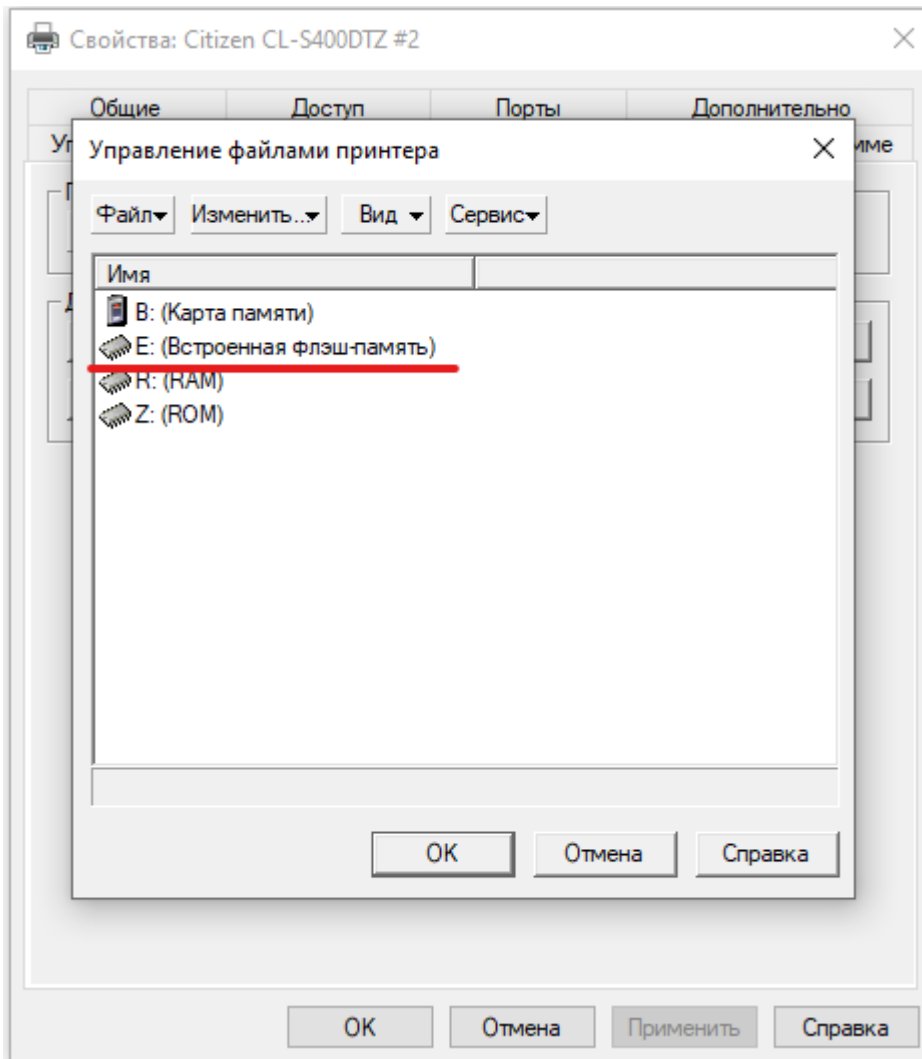 Свойства: Citizen CL-S400DTZ #2
Общие Доступ Порты Дополнительно
Управление файлами принтера
Файл Изменить... Вид Сервис
Имя
B: (Карта памяти)
E: (Встроенная флэш-память)
R: (RAM)
Z: (ROM)
OK Отмена Справка
OK Отмена Применить Справка